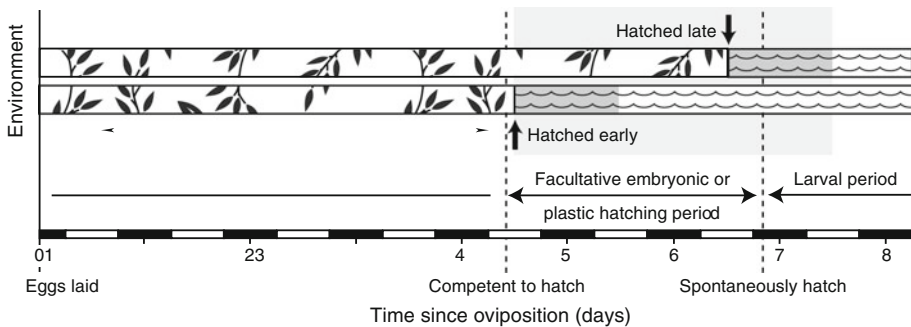 Environment
Hatched late
Hatched early
Facultative embryonic or
plastic hatching period
Larval period
01 23 4 5 6 7 8
Eggs laid Competent to hatch Spontaneously hatch
Time since oviposition (days)